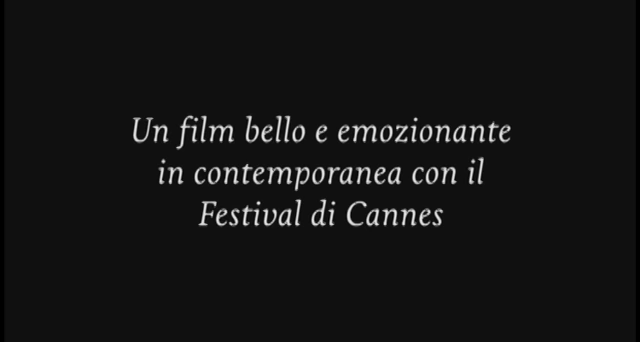 Un film bello e emozionante
in contemporanea con il
Festival di Cannes